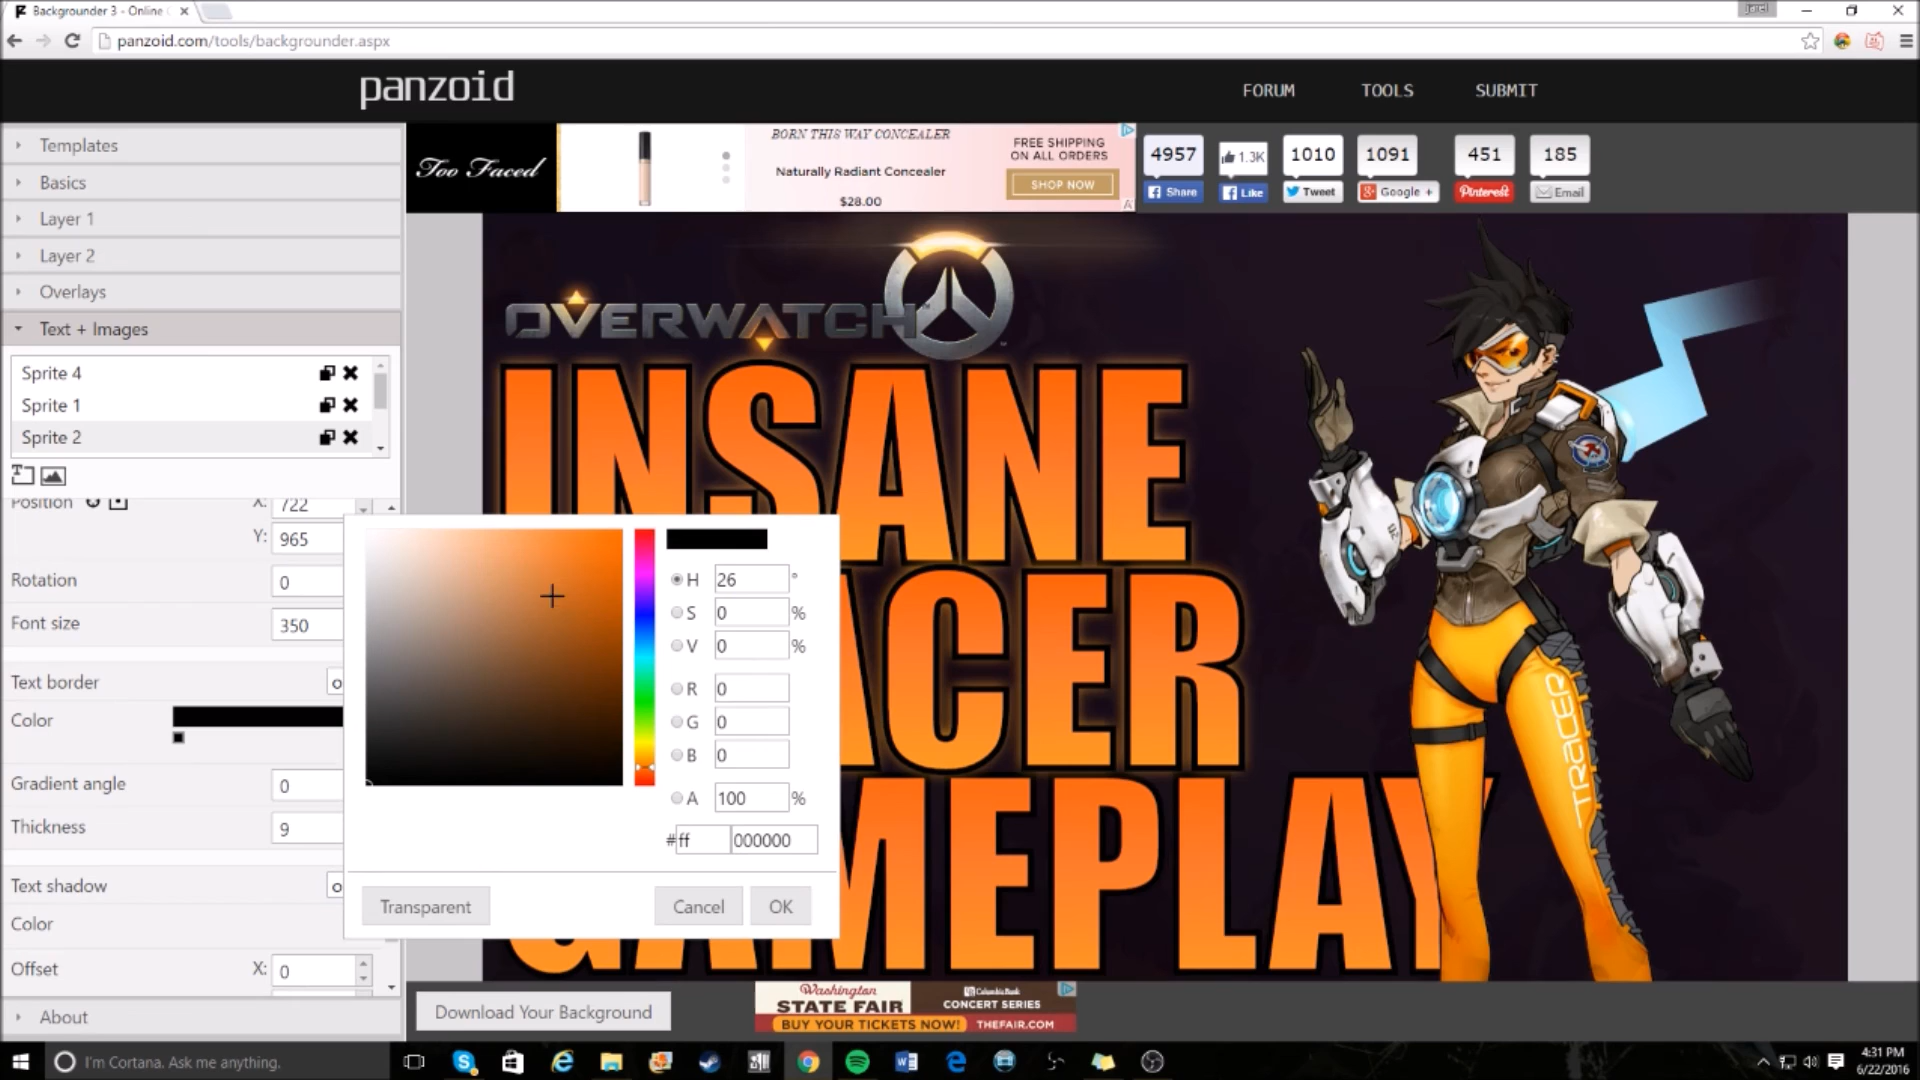 Backgrounder 3 - Online
panzoid.com/tools/backgrounder.aspx
panzoid
FORUM
TOOLS
SUBMIT
Templates
Basics
Layer 1
Layer 2
Overlays
Text + Images
Sprite 4
Sprite 1
Sprite 2
Position
X: 722
Y: 965
Rotation
0
Font size
350
Text border
Color
Gradient angle
0
Thickness
9
Text shadow
Color
Offset
X: 0
About
Too Faced
BORN THIS WAY CONCEALER
Naturally Radiant Concealer
$28.00
FREE SHIPPING
ON ALL ORDERS
SHOP NOW
4957
Share
1.3K
Like
1010
Tweet
1091
Google +
451
Pinterest
185
Email
OVERWATCH
INSANE
ACER
GAMEPLAY
TRACER
H 26 °
S 0 %
V 0 %
R 0
G 0
B 0
A 100 %
# ff 000000
Transparent
Cancel
OK
Download Your Background
Washington
STATE FAIR
BUY YOUR TICKETS NOW!
Columbia Bank
CONCERT SERIES
THEFAIR.COM
I'm Cortana. Ask me anything.
4:31 PM
6/22/2016